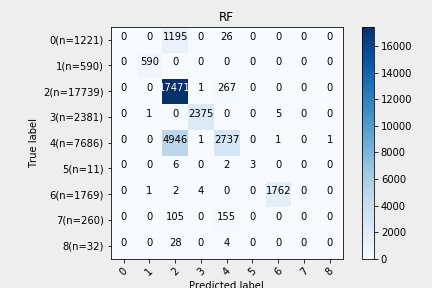 RF
0(n=1221) 0 0 1195 0 26 0 0 0 0
1(n=590) 0 590 0 0 0 0 0 0 0
2(n=17739) 0 0 17471 1 267 0 0 0 0
3(n=2381) 0 1 0 2375 0 0 5 0 0
4(n=7686) 0 0 4946 1 2737 0 1 0 1
5(n=11) 0 0 6 0 2 3 0 0 0
6(n=1769) 0 1 2 4 0 0 1762 0 0
7(n=260) 0 0 105 0 155 0 0 0 0
8(n=32) 0 0 28 0 4 0 0 0 0
0 1 2 3 4 5 6 7 8
True label
Predicted label
16000
14000
12000
10000
8000
6000
4000
2000
0